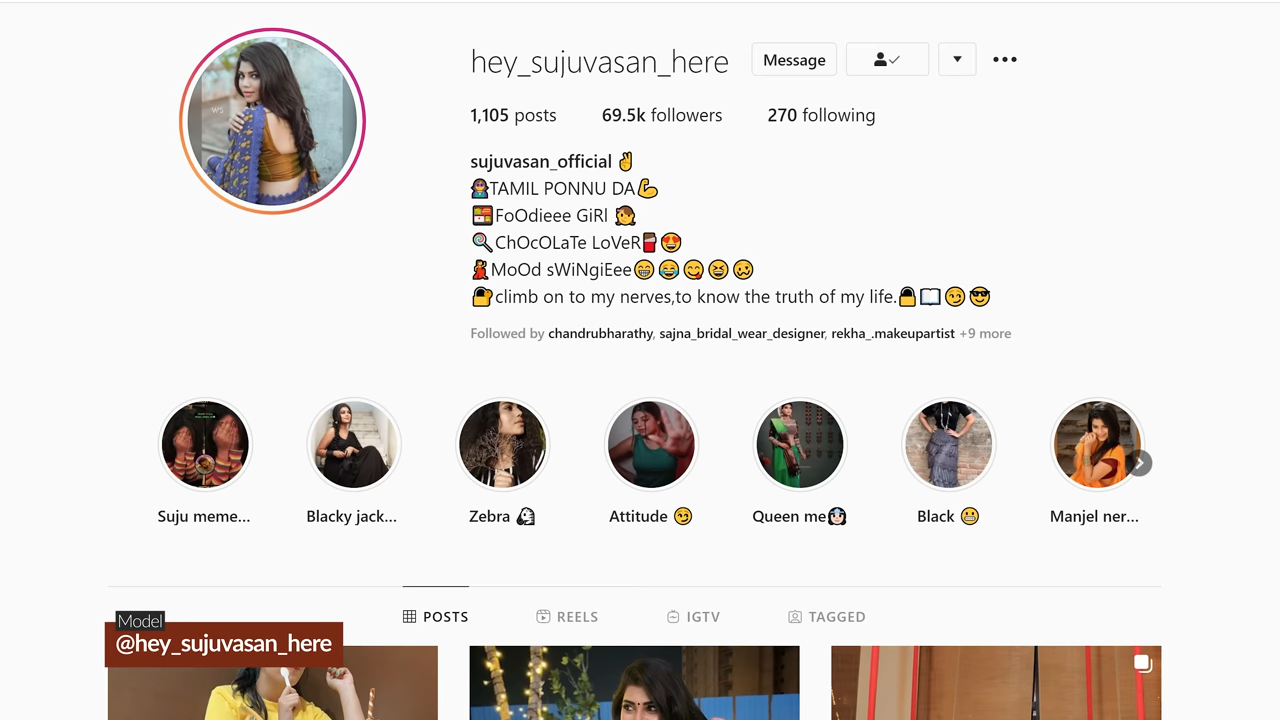 hey_sujuvasan_here Message
1,105 posts 69.5k followers 270 following
sujuvasan_official ✌
TAMIL PONNU DA💪
FoOdieee GiRl
ChOcOLaTe LoVeR🍫😍
MoOd sWiNgiEee😁😂😋😆🥴
climb on to my nerves,to know the truth of my life.🔒📖😏😎
Followed by chandrubharathy, sajna_bridal_wear_designer, rekha_.makeupartist +9 more
Suju meme... Blacky jack... Zebra Attitude 😏 Queen me Black 😬 Manjel ner...
POSTS REELS IGTV TAGGED
Model
@hey_sujuvasan_here